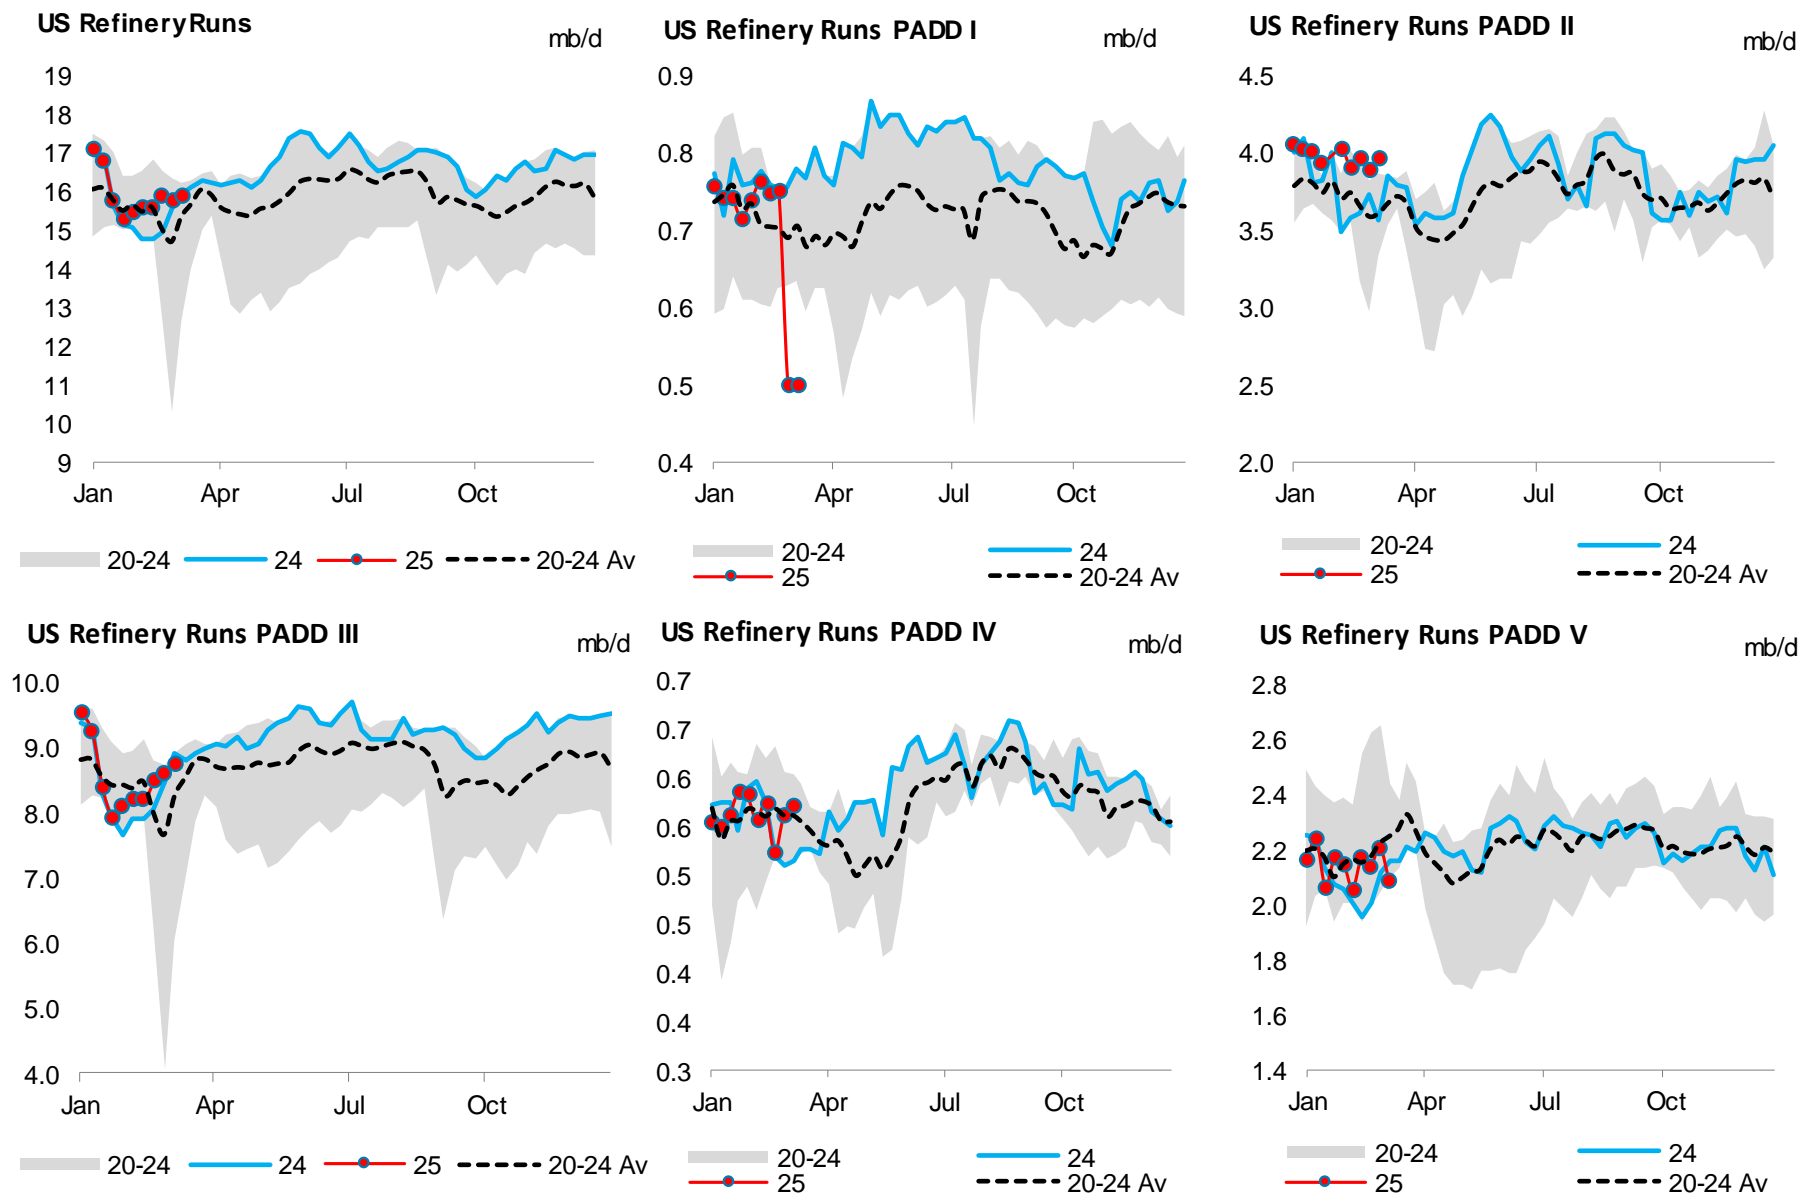 US Refinery Runs
mb/d
19
18
17
16
15
14
13
12
11
10
9
Jan Apr Jul Oct
20-24 24 25 20-24 Av
US Refinery Runs PADD I
mb/d
0.9
0.8
0.7
0.6
0.5
0.4
Jan Apr Jul Oct
20-24 24
25 20-24 Av
US Refinery Runs PADD II
mb/d
4.5
4.0
3.5
3.0
2.5
2.0
Jan Apr Jul Oct
20-24 24
25 20-24 Av
US Refinery Runs PADD III
mb/d
10.0
9.0
8.0
7.0
6.0
5.0
4.0
Jan Apr Jul Oct
20-24 24 25 20-24 Av
US Refinery Runs PADD IV
mb/d
0.7
0.7
0.6
0.6
0.5
0.5
0.4
0.4
0.3
Jan Apr Jul Oct
20-24 24
25 20-24 Av
US Refinery Runs PADD V
mb/d
2.8
2.6
2.4
2.2
2.0
1.8
1.6
1.4
Jan Apr Jul Oct
20-24 24
25 20-24 Av